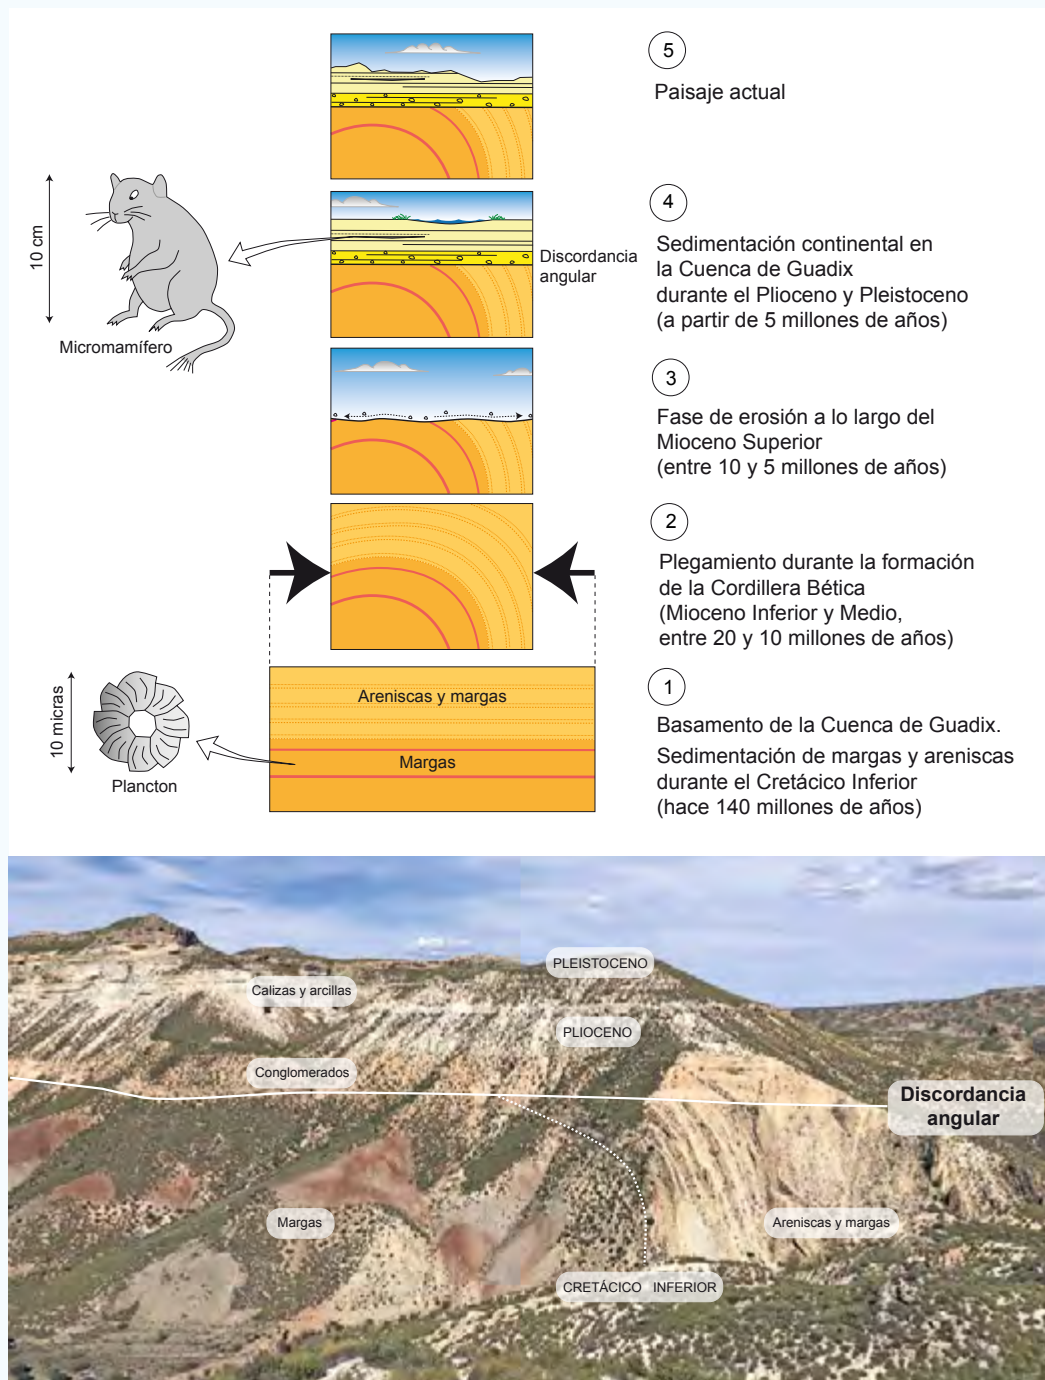 5
Paisaje actual
10 cm
Micromamífero
Discordancia
angular
4
Sedimentación continental en
la Cuenca de Guadix
durante el Plioceno y Pleistoceno
(a partir de 5 millones de años)
3
Fase de erosión a lo largo del
Mioceno Superior
(entre 10 y 5 millones de años)
2
Plegamiento durante la formación
de la Cordillera Bética
(Mioceno Inferior y Medio,
entre 20 y 10 millones de años)
10 micras
Plancton
Areniscas y margas
Margas
1
Basamento de la Cuenca de Guadix.
Sedimentación de margas y areniscas
durante el Cretácico Inferior
(hace 140 millones de años)
PLEISTOCENO
Calizas y arcillas
PLIOCENO
Conglomerados
Discordancia
angular
Margas
Areniscas y margas
CRETÁCICO INFERIOR